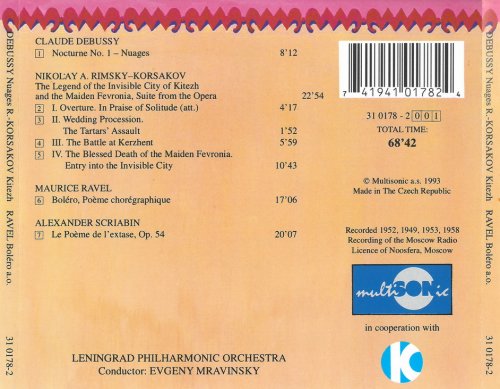 DEBUSSY Nuages R.-KORSAKOV Kitezh RAVEL Boléro a.o.
31 0178-2
CLAUDE DEBUSSY
1 Nocturne No. 1 – Nuages 8'12
NIKOLAY A. RIMSKY–KORSAKOV
The Legend of the Invisible City of Kitezh
and the Maiden Fevronia, Suite from the Opera 22'54
2 I. Overture. In Praise of Solitude (att.) 4'17
3 II. Wedding Procession.
The Tartars' Assault 1'52
4 III. The Battle at Kerzhent 5'59
5 IV. The Blessed Death of the Maiden Fevronia.
Entry into the Invisible City 10'43
MAURICE RAVEL
6 Boléro, Poème chorégraphique 17'06
ALEXANDER SCRIABIN
7 Le Poème de l'extase, Op. 54 20'07
LENINGRAD PHILHARMONIC ORCHESTRA
Conductor: EVGENY MRAVINSKY
7 41941 01782 4
31 0178 - 2 001
TOTAL TIME:
68'42
℗ Multisonic a.s. 1993
Made in The Czech Republic
Recorded 1952, 1949, 1953, 1958
Recording of the Moscow Radio
Licence of Noosfera, Moscow
multiSONic
in cooperation with
K
DEBUSSY Nuages R.-KORSAKOV Kitezh RAVEL Boléro a.o.
31 0178-2